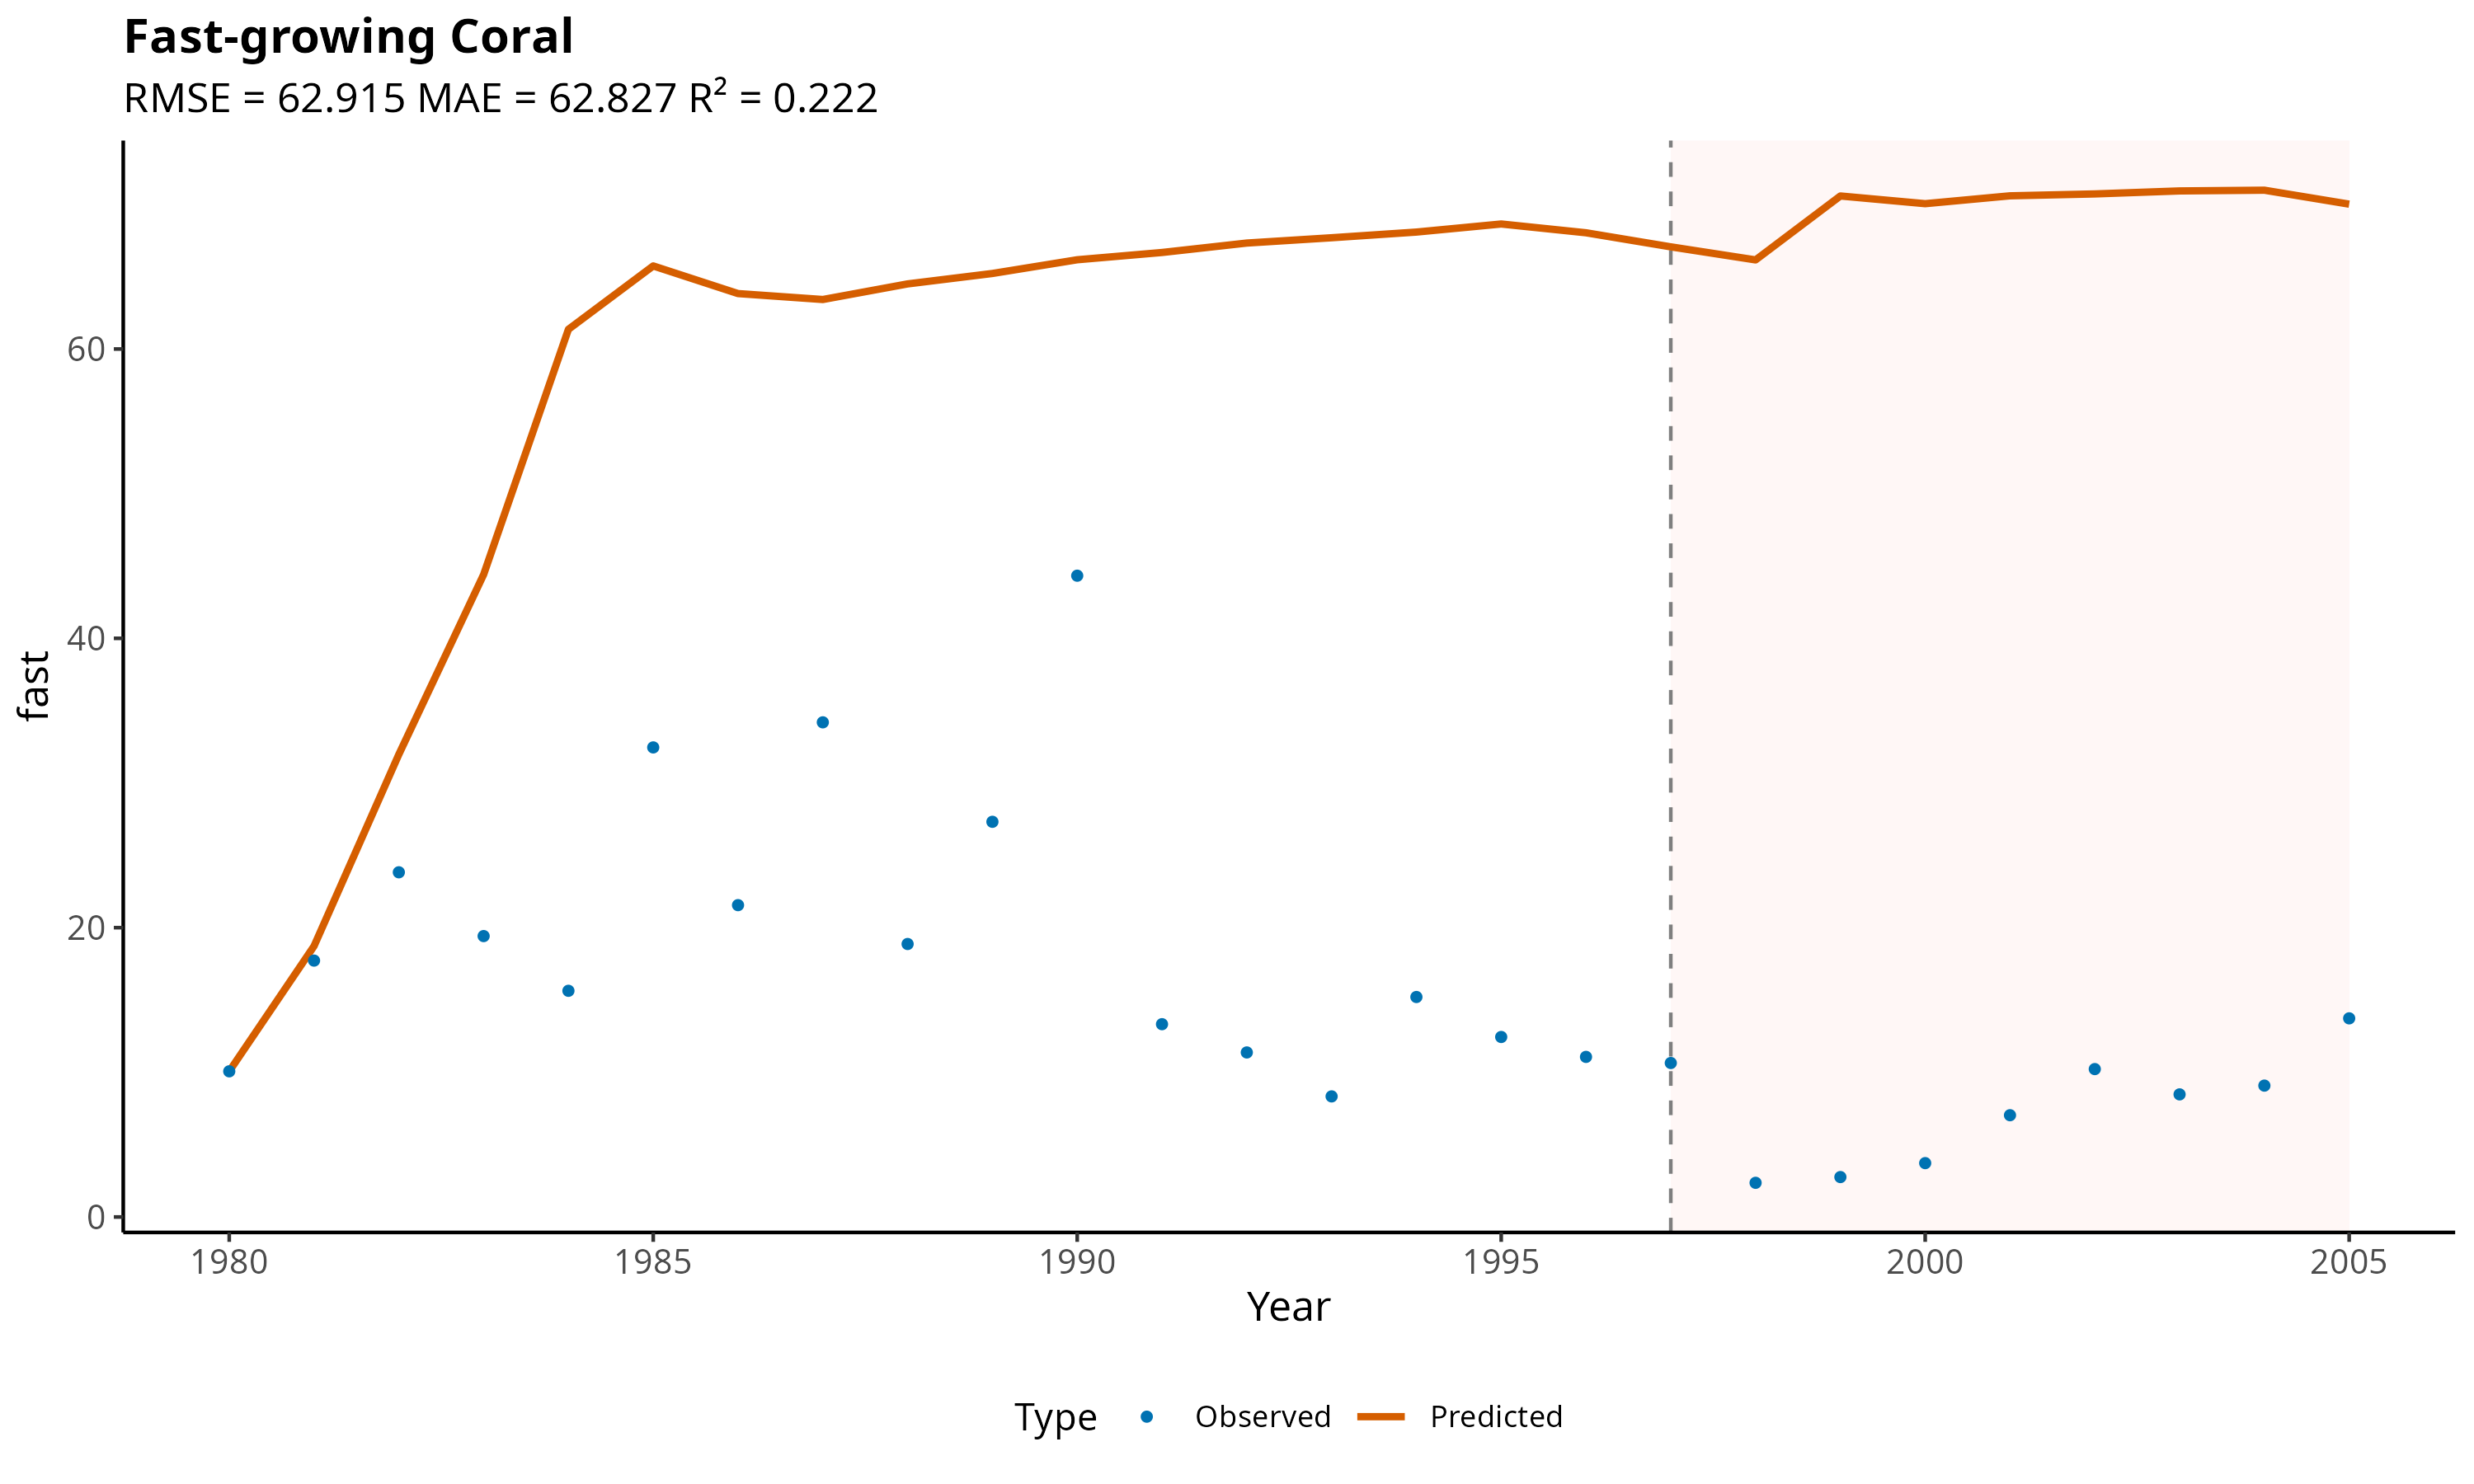 Fast-growing Coral
RMSE = 62.915 MAE = 62.827 R² = 0.222
60
40
20
0
fast
1980 1985 1990 1995 2000 2005
Year
Type Observed Predicted